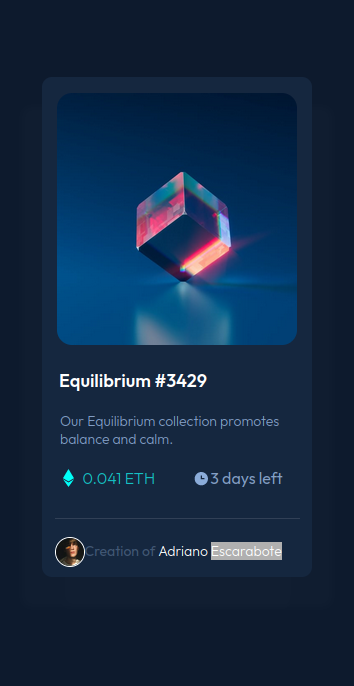 Equilibrium #3429
Our Equilibrium collection promotes
balance and calm.
0.041 ETH 3 days left
Creation of Adriano Escarabote